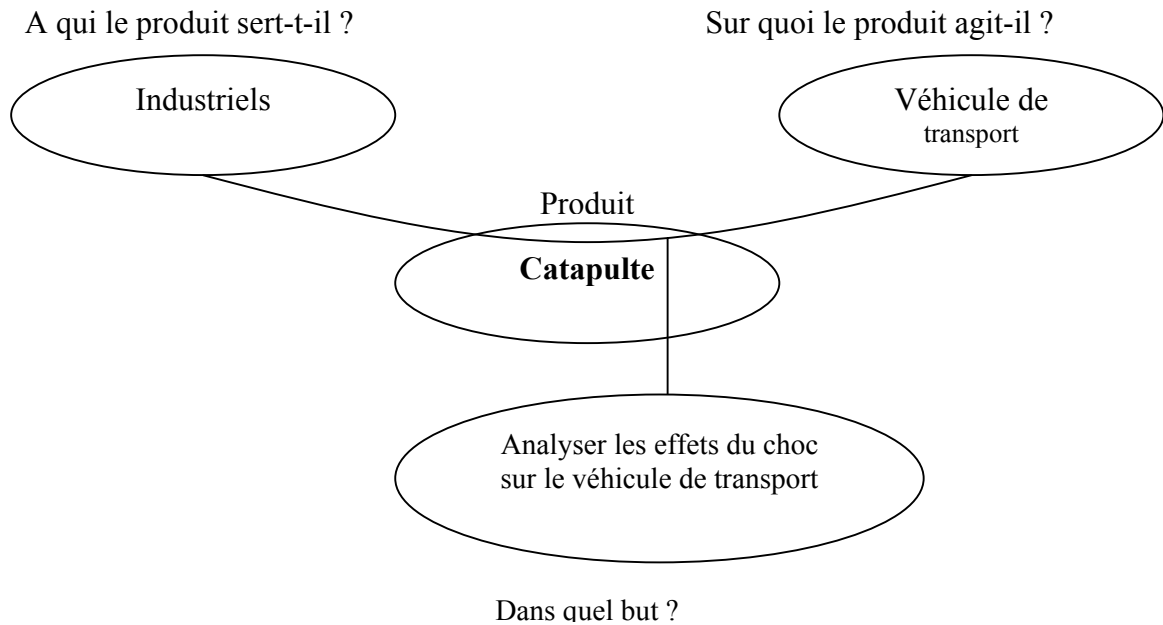 A qui le produit sert-t-il ?
Sur quoi le produit agit-il ?
Industriels
Véhicule de
transport
Produit
Catapulte
Analyser les effets du choc
sur le véhicule de transport
Dans quel but ?